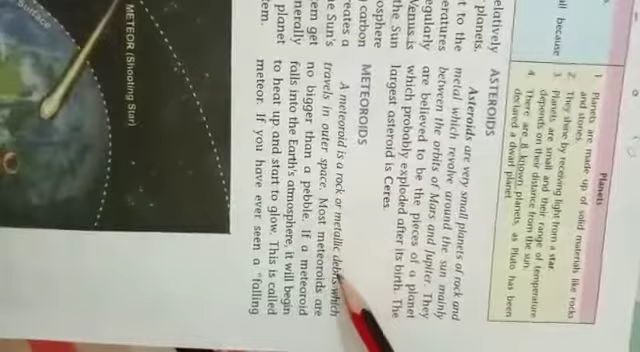 Planets
1. Planets are made up of solid materials like rocks
and stones.
2. They shine by receiving light from a star.
3. Planets are small and their range of temperature
depends on their distance from the sun.
4. There are 8 known planets, as Pluto has been
declared a dwarf planet.
all because
elatively
planets.
t to the
eratures
egularly
Venus is
the Sun
osphere
carbon
reates a
he Sun's
em get
nerally
planet
tem.
ASTEROIDS
Asteroids are very small planets of rock and
metal which revolve around the sun mainly
between the orbits of Mars and Jupiter. They
are believed to be the pieces of a planet
which probably exploded after its birth. The
largest asteroid is Ceres.
METEOROIDS
A meteoroid is a rock or metallic debris which
travels in outer space. Most meteoroids are
no bigger than a pebble. If a meteoroid
falls into the Earth's atmosphere, it will begin
to heat up and start to glow. This is called
meteor. If you have ever seen a "falling
METEOR (Shooting Star)
Surface